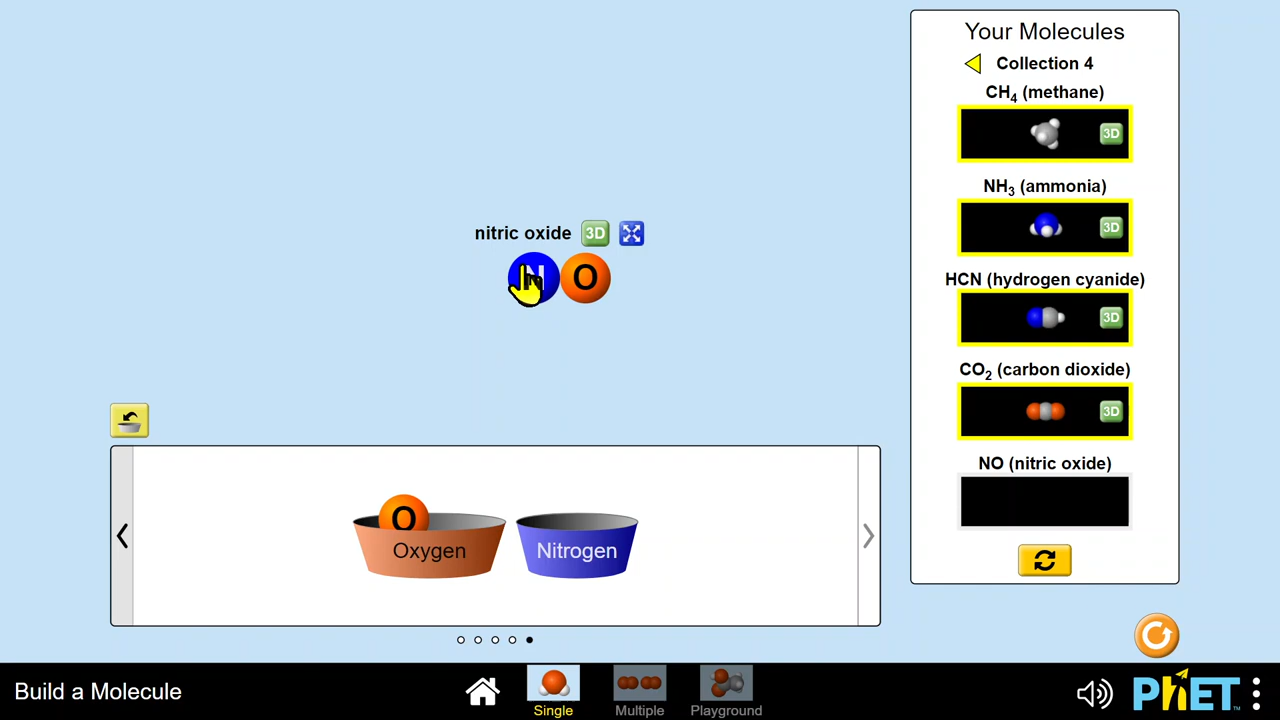 Your Molecules
Collection 4
CH₄ (methane)
3D
NH₃ (ammonia)
3D
HCN (hydrogen cyanide)
3D
CO₂ (carbon dioxide)
3D
NO (nitric oxide)
nitric oxide 3D
N O
O
Oxygen Nitrogen
Build a Molecule
Single Multiple Playground
PhET™